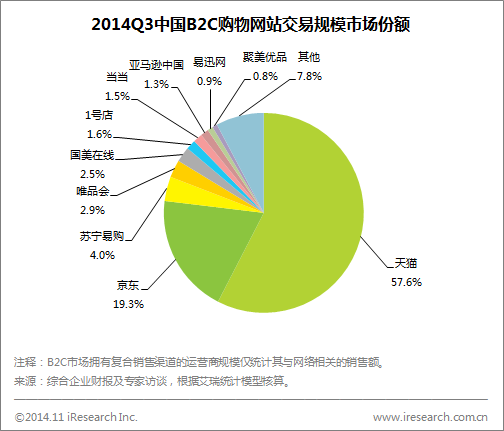 2014Q3中国B2C购物网站交易规模市场份额
亚马逊中国
1.3%
易迅网
0.9%
聚美优品
0.8%
其他
7.8%
当当
1.5%
1号店
1.6%
国美在线
2.5%
唯品会
2.9%
苏宁易购
4.0%
京东
19.3%
天猫
57.6%
注释：B2C市场拥有复合销售渠道的运营商规模仅统计其与网络相关的销售额。
来源：综合企业财报及专家访谈，根据艾瑞统计模型核算。
©2014.11 iResearch Inc.
www.iresearch.com.cn